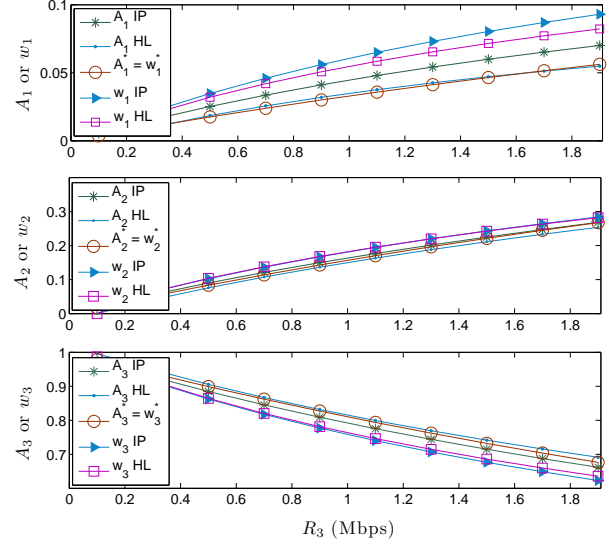 0.1
0.05
0
A₁ or w₁
A₁ IP
A₁ HL
A₁* = w₁*
w₁ IP
w₁ HL
0 0.2 0.4 0.6 0.8 1 1.2 1.4 1.6 1.8
0.3
0.2
0.1
0
A₂ or w₂
A₂ IP
A₂ HL
A₂* = w₂*
w₂ IP
w₂ HL
0 0.2 0.4 0.6 0.8 1 1.2 1.4 1.6 1.8
1
0.9
0.8
0.7
A₃ or w₃
A₃ IP
A₃ HL
A₃* = w₃*
w₃ IP
w₃ HL
0 0.2 0.4 0.6 0.8 1 1.2 1.4 1.6 1.8
R₃ (Mbps)